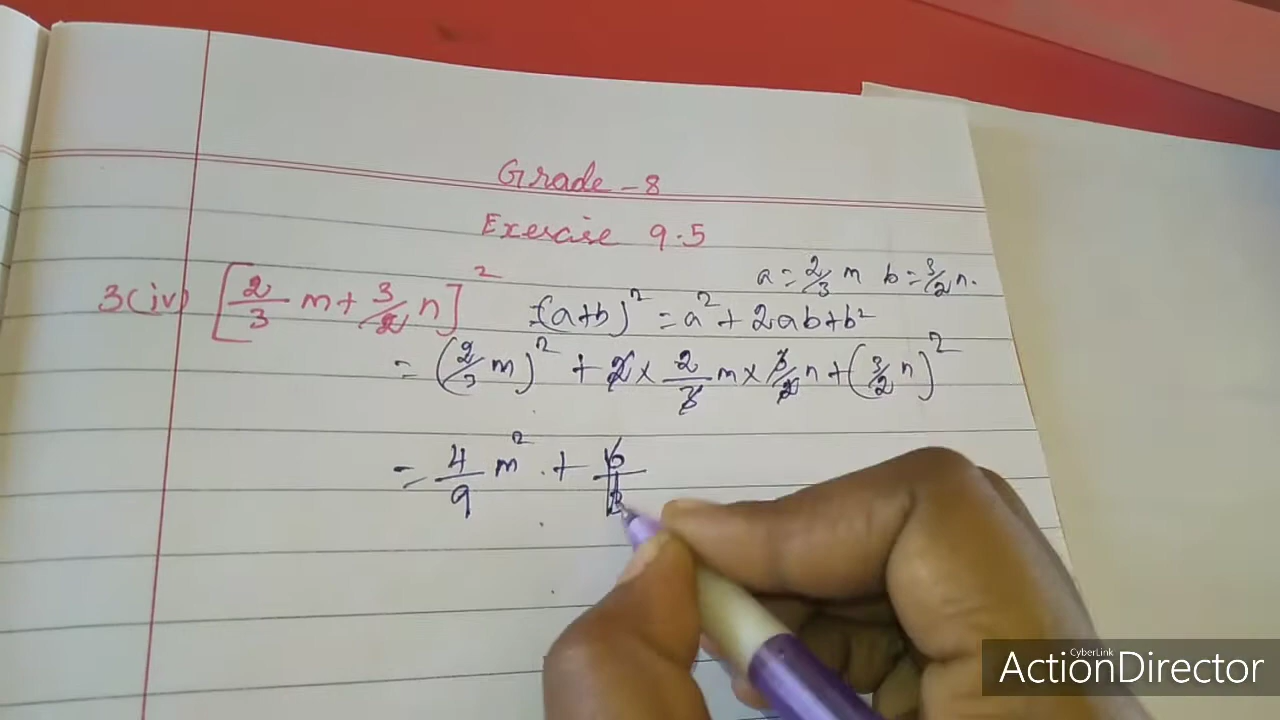 Grade - 8
Exercise 9.5
a = 2/3 m b = 3/2 n.
3(iv) [2/3 m + 3/2 n]² (a+b)² = a² + 2ab + b²
= (2/3 m)² + 2 × 2/3 m × 3/2 n + (3/2 n)²
= 4/9 m² + 6
CyberLink
ActionDirector